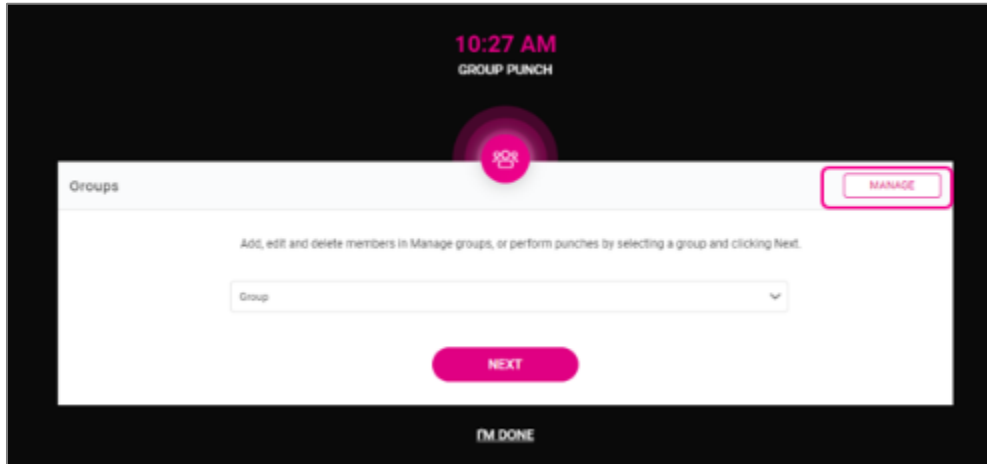 10:27 AM
GROUP PUNCH
Groups
MANAGE
Add, edit and delete members in Manage groups, or perform punches by selecting a group and clicking Next.
Group
NEXT
I'M DONE